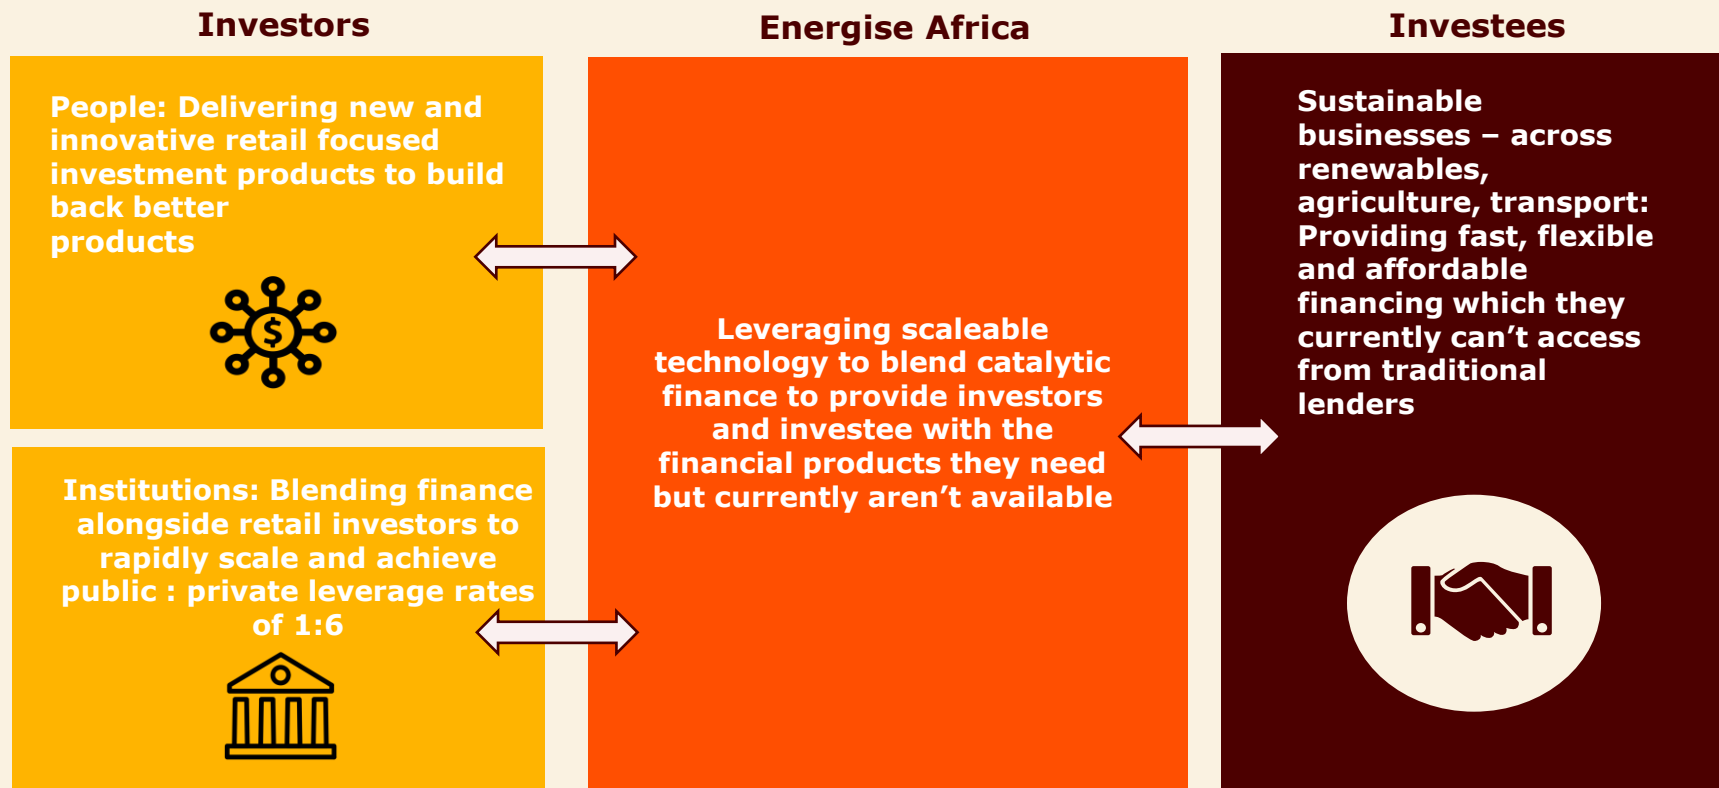 Investors
People: Delivering new and
innovative retail focused
investment products to build
back better
products
$
Institutions: Blending finance
alongside retail investors to
rapidly scale and achieve
public : private leverage rates
of 1:6
Energise Africa
Leveraging scaleable
technology to blend catalytic
finance to provide investors
and investee with the
financial products they need
but currently aren’t available
Investees
Sustainable
businesses – across
renewables,
agriculture, transport:
Providing fast, flexible
and affordable
financing which they
currently can’t access
from traditional
lenders